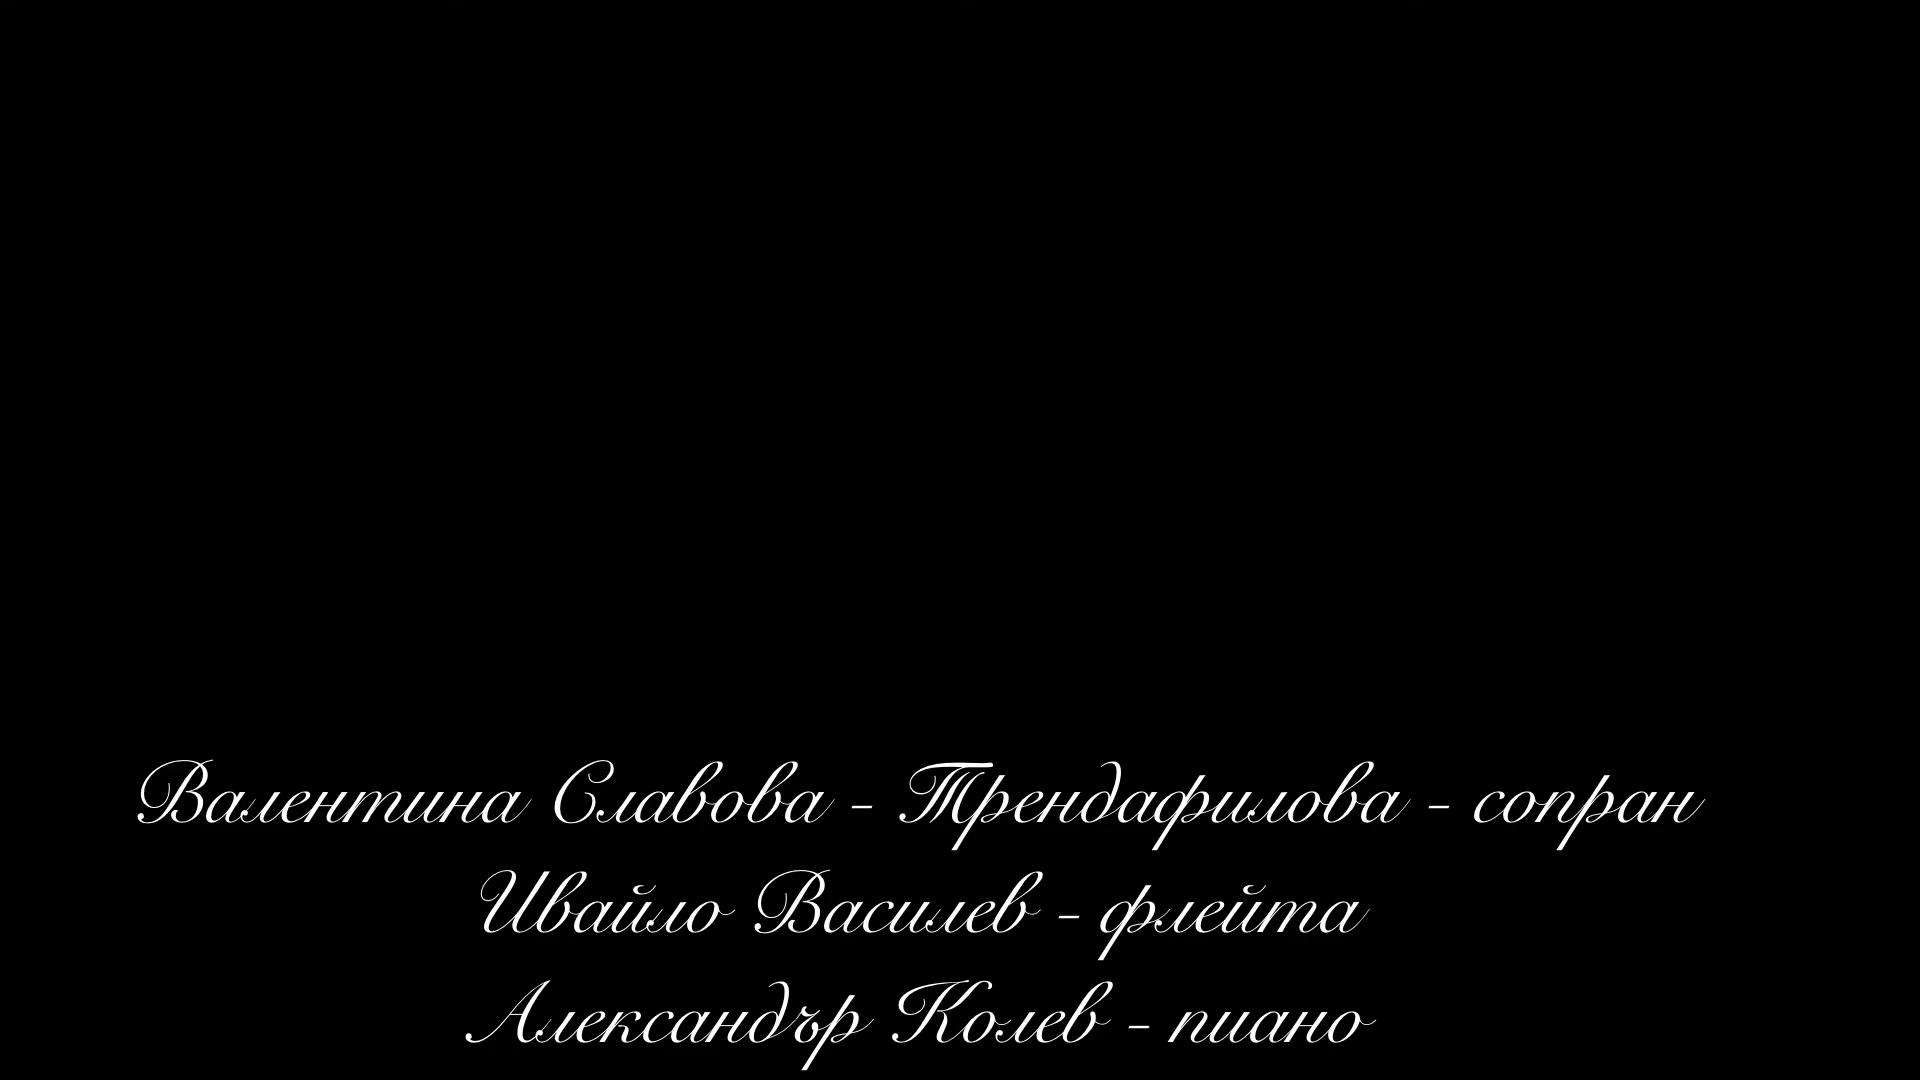 Валентина Славова - Трендафилова - сопран
Ивайло Василев - флейта
Александър Колев - пиано